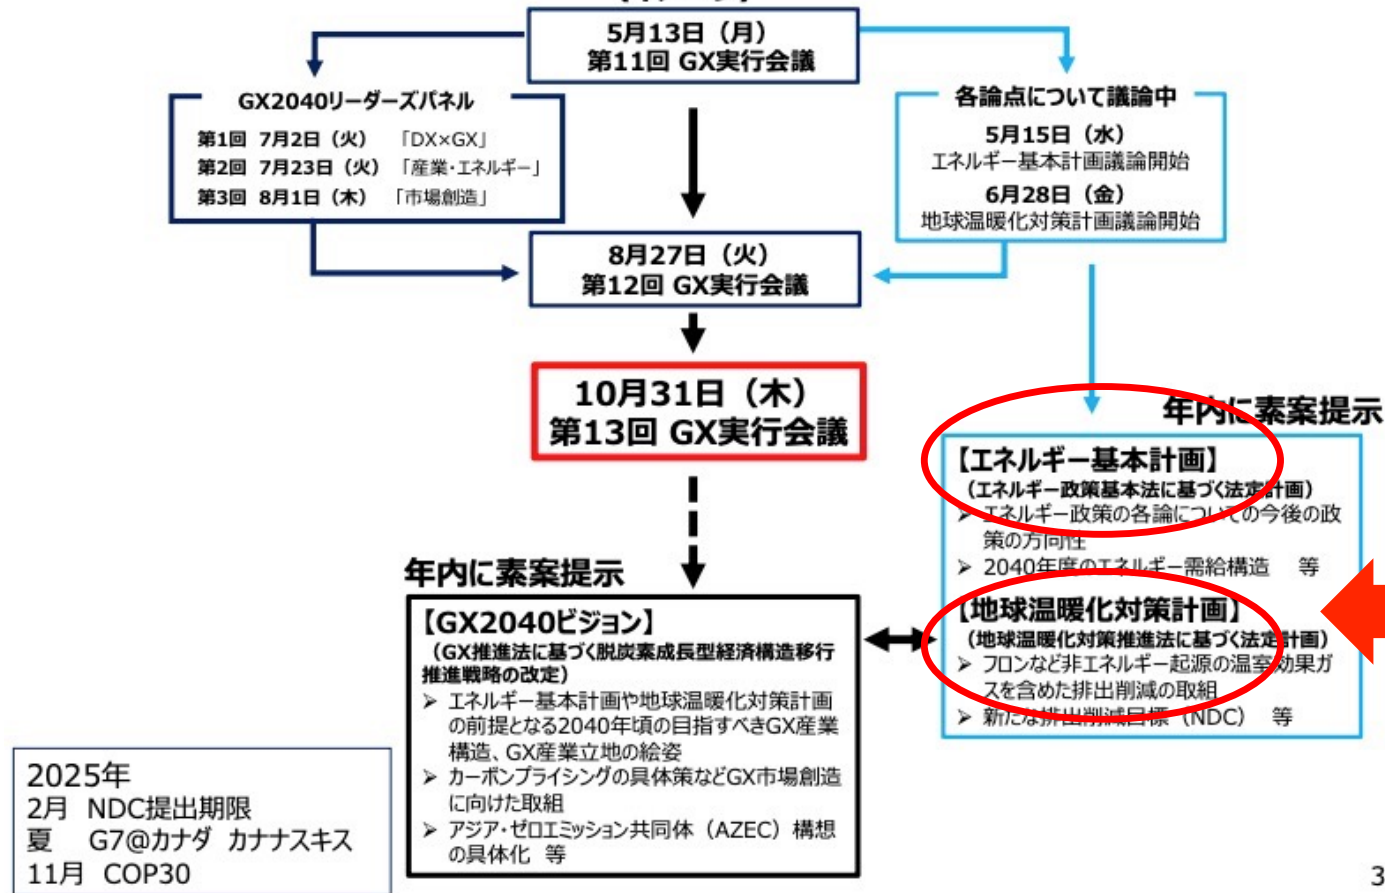 5月13日（月）
第11回 GX実行会議
GX2040リーダーズパネル
第1回 7月2日（火） 「DX×GX」
第2回 7月23日（火）「産業・エネルギー」
第3回 8月1日（木） 「市場創造」
各論点について議論中
5月15日（水）
エネルギー基本計画議論開始
6月28日（金）
地球温暖化対策計画議論開始
8月27日（火）
第12回 GX実行会議
10月31日（木）
第13回 GX実行会議
年内に素案提示
【エネルギー基本計画】
（エネルギー政策基本法に基づく法定計画）
➢ エネルギー政策の各論についての今後の政
策の方向性
➢ 2040年度のエネルギー需給構造 等
【地球温暖化対策計画】
（地球温暖化対策推進法に基づく法定計画）
➢ フロンなど非エネルギー起源の温室効果ガ
スを含めた排出削減の取組
➢ 新たな排出削減目標（NDC） 等
年内に素案提示
【GX2040ビジョン】
（GX推進法に基づく脱炭素成長型経済構造移行
推進戦略の改定）
➢ エネルギー基本計画や地球温暖化対策計画
の前提となる2040年頃の目指すべきGX産業
構造、GX産業立地の絵姿
➢ カーボンプライシングの具体策などGX市場創造
に向けた取組
➢ アジア・ゼロエミッション共同体（AZEC）構想
の具体化 等
2025年
2月 NDC提出期限
夏 G7@カナダ カナナスキス
11月 COP30
3